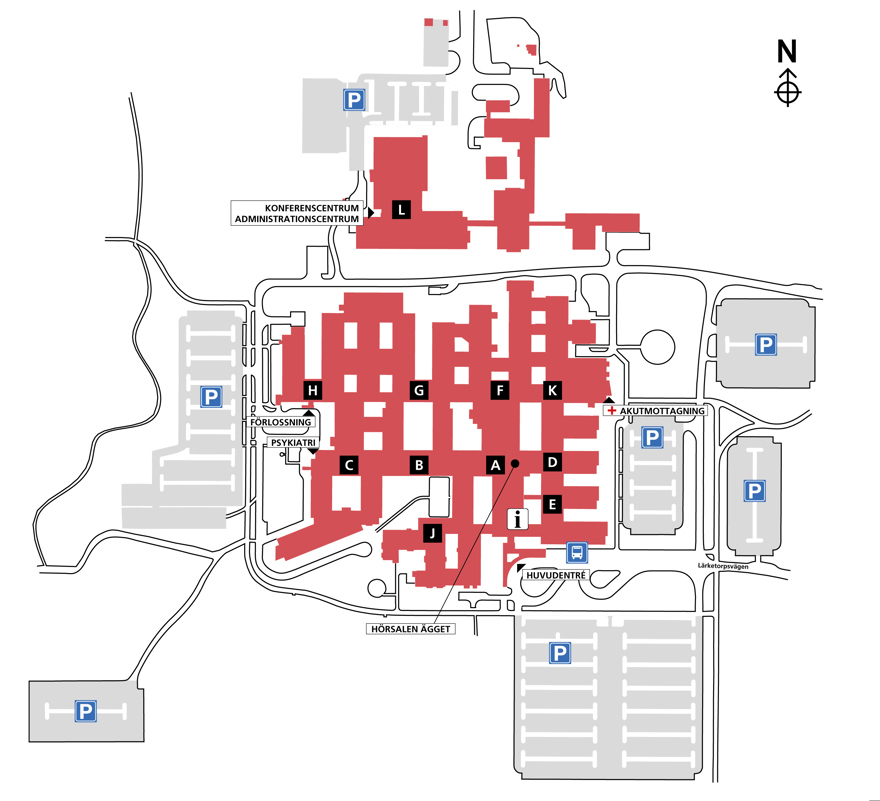 N
P
L
KONFERENSCENTRUM
ADMINISTRATIONSCENTRUM
P
H
G
F
K
P
AKUTMOTTAGNING
FÖRLOSSNING
P
PSYKIATRI
C
B
A
D
P
E
i
J
HUVUDENTRÉ
Lärketorpsvägen
HÖRSALEN ÄGGET
P
P